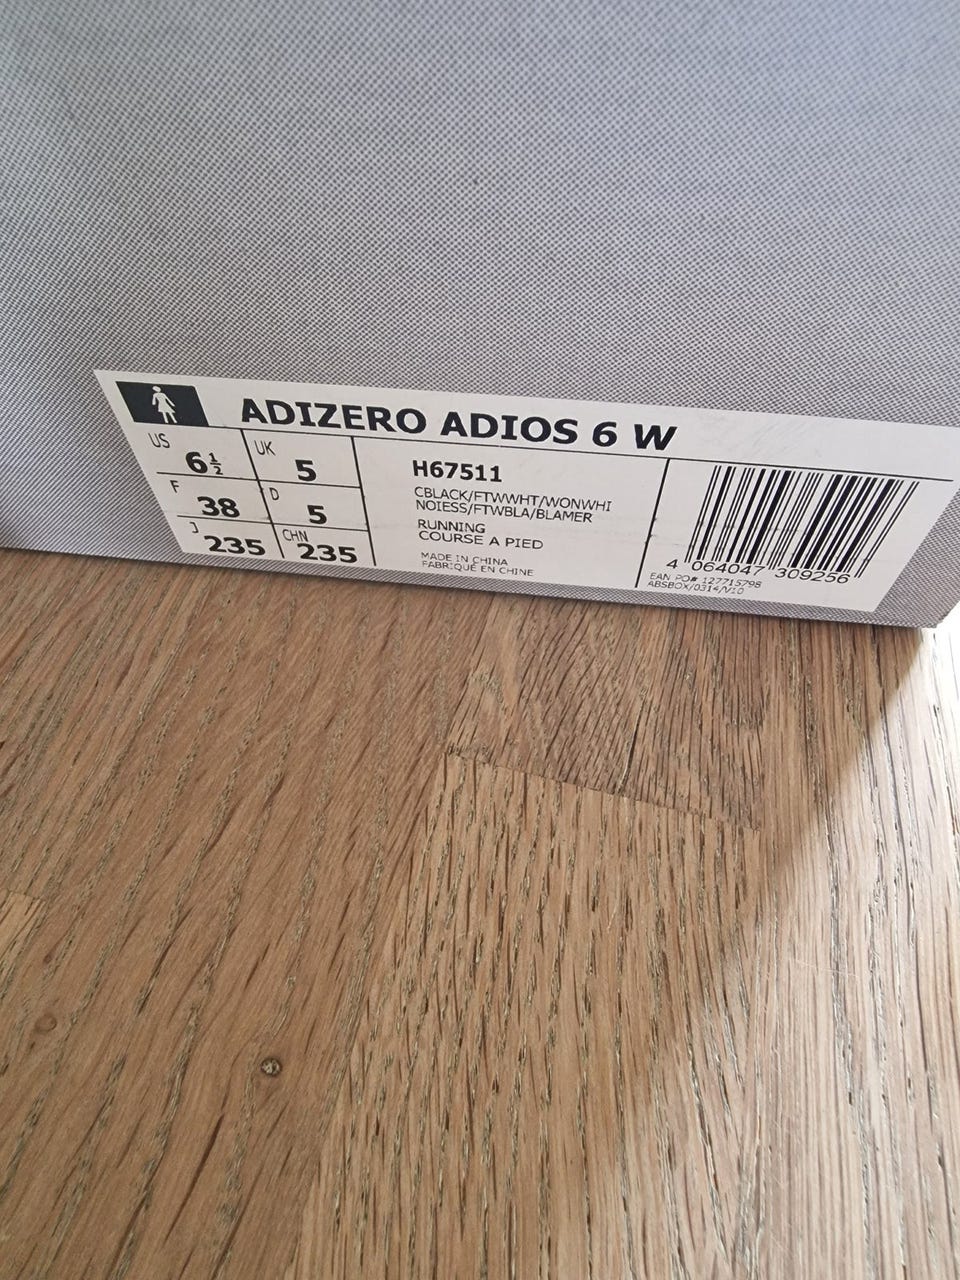 ADIZERO ADIOS 6 W
US 6½ UK 5
F 38 D 5
J 235 CHN 235
H67511
CBLACK/FTWWHT/WONWHI
NOIESS/FTWBLA/BLAMER
RUNNING
COURSE A PIED
MADE IN CHINA
FABRIQUÉ EN CHINE
4 064047 309256
EAN PO# 127715798
ABSBOX/0314/V10